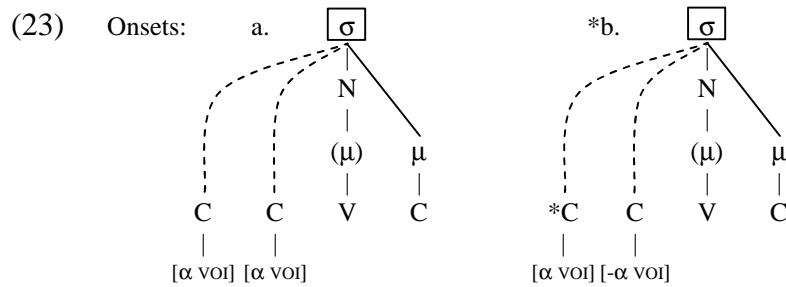 (23) Onsets: a. σ *b. σ
N N
(μ) μ (μ) μ
C C V C *C C V C
[α VOI] [α VOI] [α VOI] [-α VOI]